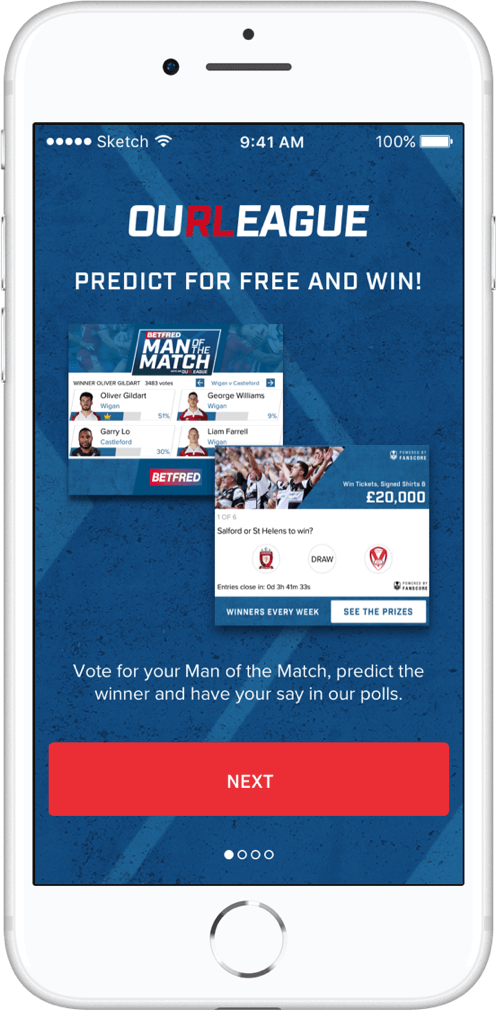 Sketch 9:41 AM 100%
OURLEAGUE
PREDICT FOR FREE AND WIN!
BETFRED
MAN OF THE
MATCH
WINNER OLIVER GILDART 3483 votes Wigan v Castleford
Oliver Gildart George Williams
Wigan Wigan
51% 9%
Garry Lo Liam Farrell
Castleford Wigan
30%
BETFRED
POWERED BY
FANSCORE
Win Tickets, Signed Shirts &
£20,000
1 OF 6
Salford or St Helens to win?
DRAW
Entries close in: 0d 3h 41m 33s
POWERED BY
FANSCORE
WINNERS EVERY WEEK SEE THE PRIZES
Vote for your Man of the Match, predict the
winner and have your say in our polls.
NEXT